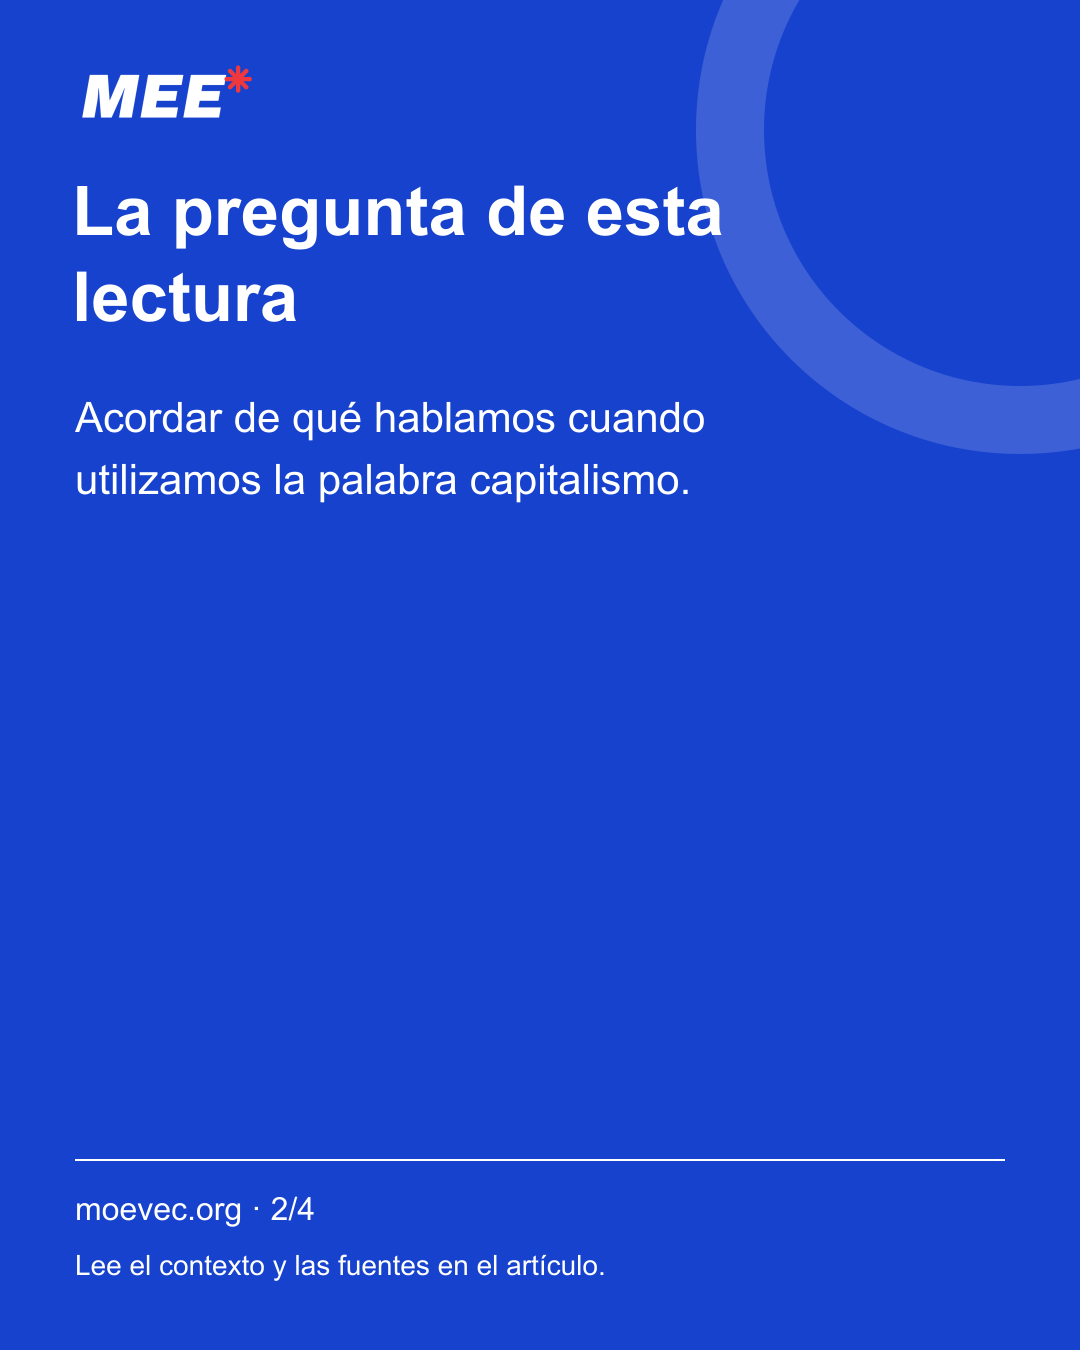 MEE*
La pregunta de esta
lectura
Acordar de qué hablamos cuando
utilizamos la palabra capitalismo.
moevec.org · 2/4
Lee el contexto y las fuentes en el artículo.